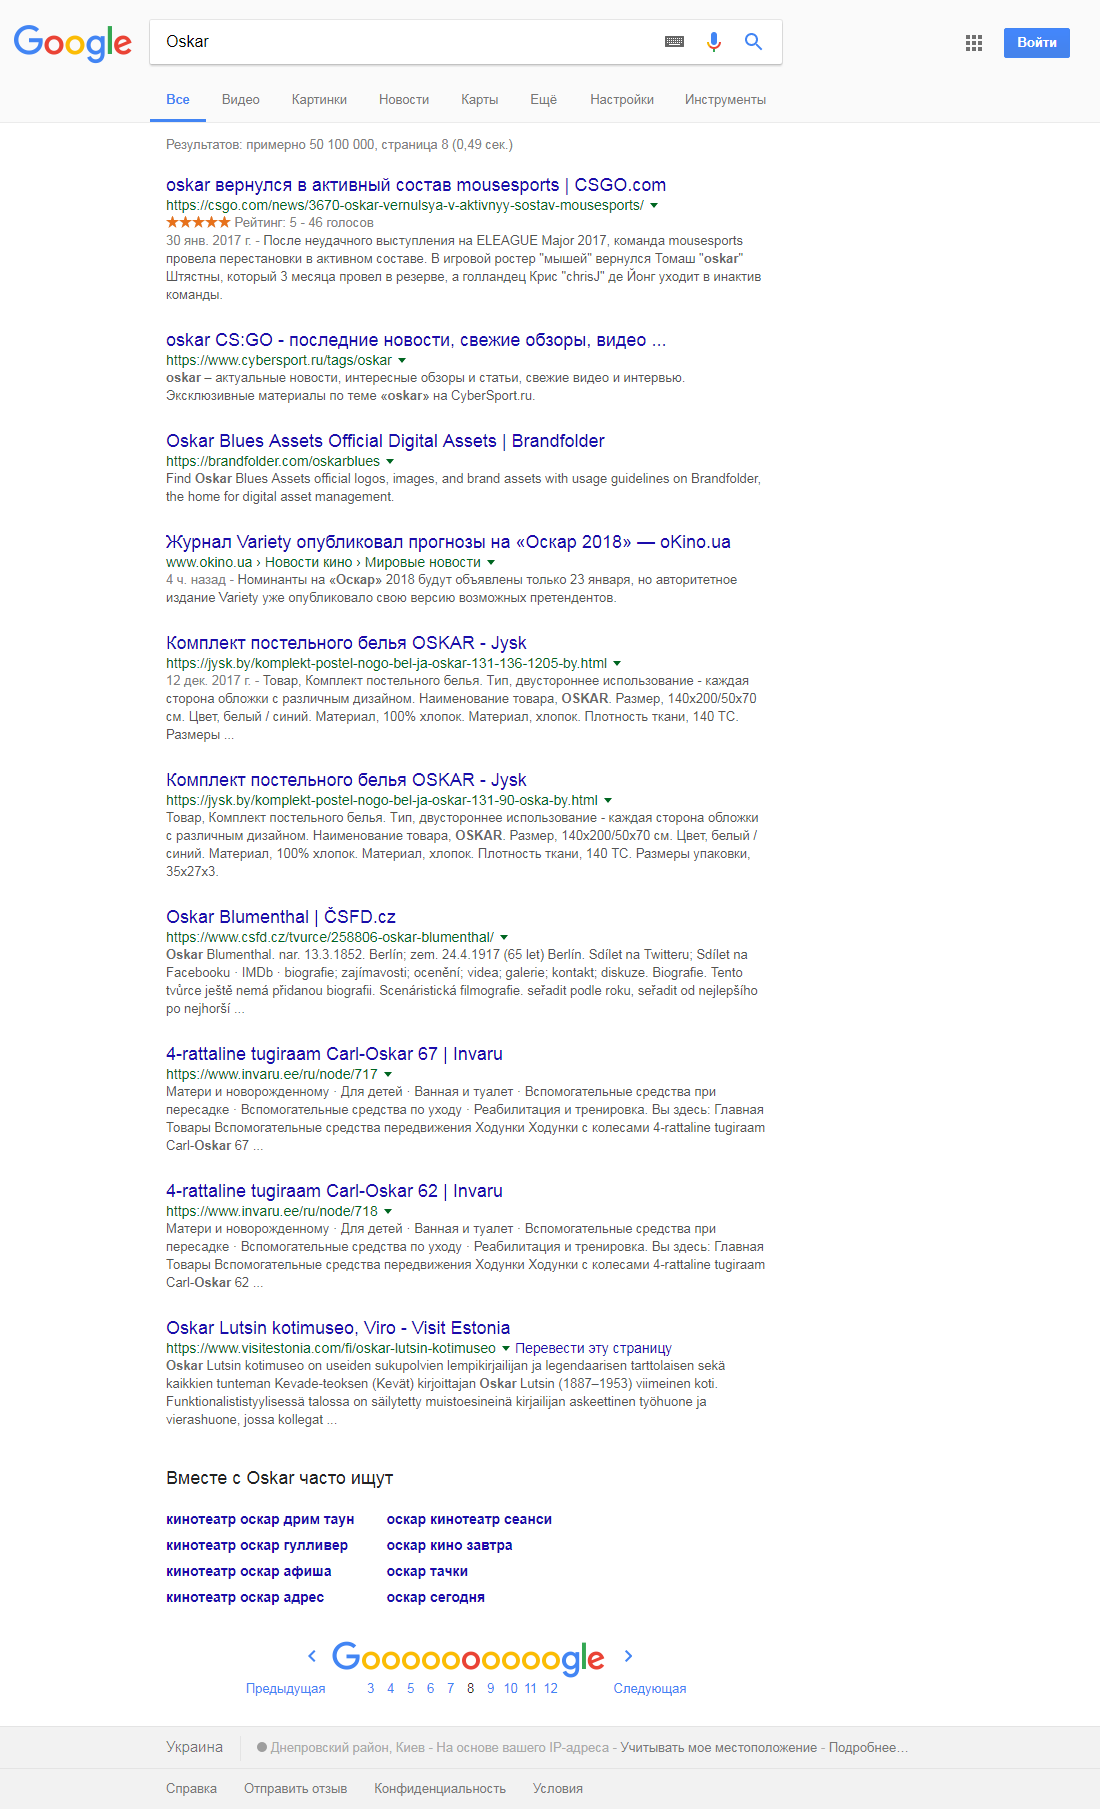 Google
Oskar
Войти
Все Видео Картинки Новости Карты Ещё Настройки Инструменты
Результатов: примерно 50 100 000, страница 8 (0,49 сек.)
oskar вернулся в активный состав mousesports | CSGO.com
https://csgo.com/news/3670-oskar-vernulsya-v-aktivnyy-sostav-mousesports/
Рейтинг: 5 - 46 голосов
30 янв. 2017 г. - После неудачного выступления на ELEAGUE Major 2017, команда mousesports
провела перестановки в активном составе. В игровой ростер "мышей" вернулся Томаш "oskar"
Штястны, который 3 месяца провел в резерве, а голландец Крис "chrisJ" де Йонг уходит в инактив
команды.
oskar CS:GO - последние новости, свежие обзоры, видео ...
https://www.cybersport.ru/tags/oskar
oskar – актуальные новости, интересные обзоры и статьи, свежие видео и интервью.
Эксклюзивные материалы по теме «oskar» на CyberSport.ru.
Oskar Blues Assets Official Digital Assets | Brandfolder
https://brandfolder.com/oskarblues
Find Oskar Blues Assets official logos, images, and brand assets with usage guidelines on Brandfolder,
the home for digital asset management.
Журнал Variety опубликовал прогнозы на «Оскар 2018» — oKino.ua
www.okino.ua › Новости кино › Мировые новости
4 ч. назад - Номинанты на «Оскар» 2018 будут объявлены только 23 января, но авторитетное
издание Variety уже опубликовало свою версию возможных претендентов.
Комплект постельного белья OSKAR - Jysk
https://jysk.by/komplekt-postel-nogo-bel-ja-oskar-131-136-1205-by.html
12 дек. 2017 г. - Товар, Комплект постельного белья. Тип, двустороннее использование - каждая
сторона обложки с различным дизайном. Наименование товара, OSKAR. Размер, 140x200/50x70
см. Цвет, белый / синий. Материал, 100% хлопок. Материал, хлопок. Плотность ткани, 140 TC.
Размеры ...
Комплект постельного белья OSKAR - Jysk
https://jysk.by/komplekt-postel-nogo-bel-ja-oskar-131-90-oska-by.html
Товар, Комплект постельного белья. Тип, двустороннее использование - каждая сторона обложки
с различным дизайном. Наименование товара, OSKAR. Размер, 140x200/50x70 см. Цвет, белый /
синий. Материал, 100% хлопок. Материал, хлопок. Плотность ткани, 140 TC. Размеры упаковки,
35x27x3.
Oskar Blumenthal | ČSFD.cz
https://www.csfd.cz/tvurce/258806-oskar-blumenthal/
Oskar Blumenthal. nar. 13.3.1852. Berlín; zem. 24.4.1917 (65 let) Berlín. Sdílet na Twitteru; Sdílet na
Facebooku · IMDb · biografie; zajímavosti; ocenění; videa; galerie; kontakt; diskuze. Biografie. Tento
tvůrce ještě nemá přidanou biografii. Scenáristická filmografie. seřadit podle roku, seřadit od nejlepšího
po nejhorší ...
4-rattaline tugiraam Carl-Oskar 67 | Invaru
https://www.invaru.ee/ru/node/717
Матери и новорожденному · Для детей · Ванная и туалет · Вспомогательные средства при
пересадке · Вспомогательные средства по уходу · Реабилитация и тренировка. Вы здесь: Главная
Товары Вспомогательные средства передвижения Ходунки Ходунки с колесами 4-rattaline tugiraam
Carl-Oskar 67 ...
4-rattaline tugiraam Carl-Oskar 62 | Invaru
https://www.invaru.ee/ru/node/718
Матери и новорожденному · Для детей · Ванная и туалет · Вспомогательные средства при
пересадке · Вспомогательные средства по уходу · Реабилитация и тренировка. Вы здесь: Главная
Товары Вспомогательные средства передвижения Ходунки Ходунки с колесами 4-rattaline tugiraam
Carl-Oskar 62 ...
Oskar Lutsin kotimuseo, Viro - Visit Estonia
https://www.visitestonia.com/fi/oskar-lutsin-kotimuseo Перевести эту страницу
Oskar Lutsin kotimuseo on useiden sukupolvien lempikirjailijan ja legendaarisen tarttolaisen sekä
kaikkien tunteman Kevade-teoksen (Kevät) kirjoittajan Oskar Lutsin (1887–1953) viimeinen koti.
Funktionalististyylisessä talossa on säilytetty muistoesineinä kirjailijan askeettinen työhuone ja
vierashuone, jossa kollegat ...
Вместе с Oskar часто ищут
кинотеатр оскар дрим таун оскар кинотеатр сеанси
кинотеатр оскар гулливер оскар кино завтра
кинотеатр оскар афиша оскар тачки
кинотеатр оскар адрес оскар сегодня
Goooooooooogle
Предыдущая 3 4 5 6 7 8 9 10 11 12 Следующая
Украина Днепровский район, Киев - На основе вашего IP-адреса - Учитывать мое местоположение - Подробнее…
Справка Отправить отзыв Конфиденциальность Условия